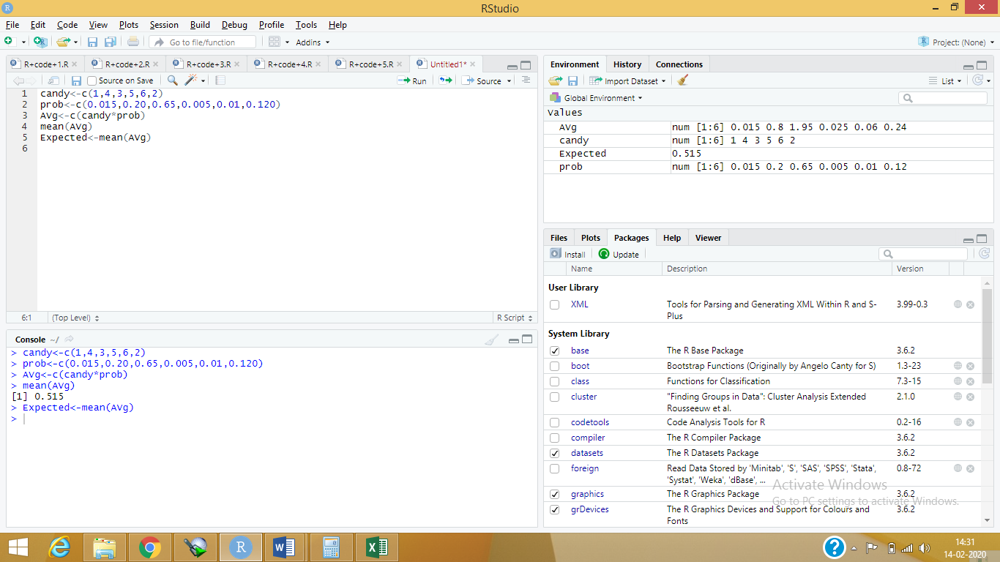 RStudio
File Edit Code View Plots Session Build Debug Profile Tools Help
Go to file/function Addins Project: (None)
R+code+1.R R+code+2.R R+code+3.R R+code+4.R R+code+5.R Untitled1*
Source on Save Run Source
1 candy<-c(1,4,3,5,6,2)
2 prob<-c(0.015,0.20,0.65,0.005,0.01,0.120)
3 AVg<-c(candy*prob)
4 mean(AVg)
5 Expected<-mean(AVg)
6
6:1 (Top Level) R Script
Console ~/
> candy<-c(1,4,3,5,6,2)
> prob<-c(0.015,0.20,0.65,0.005,0.01,0.120)
> AVg<-c(candy*prob)
> mean(AVg)
[1] 0.515
> Expected<-mean(AVg)
>
Environment History Connections
Import Dataset List
Global Environment
Values
AVg num [1:6] 0.015 0.8 1.95 0.025 0.06 0.24
candy num [1:6] 1 4 3 5 6 2
Expected 0.515
prob num [1:6] 0.015 0.2 0.65 0.005 0.01 0.12
Files Plots Packages Help Viewer
Install Update
Name Description Version
User Library
XML Tools for Parsing and Generating XML Within R and S- 3.99-0.3
Plus
System Library
base The R Base Package 3.6.2
boot Bootstrap Functions (Originally by Angelo Canty for S) 1.3-23
class Functions for Classification 7.3-15
cluster "Finding Groups in Data": Cluster Analysis Extended 2.1.0
Rousseeuw et al.
codetools Code Analysis Tools for R 0.2-16
compiler The R Compiler Package 3.6.2
datasets The R Datasets Package 3.6.2
foreign Read Data Stored by 'Minitab', 'S', 'SAS', 'SPSS', 'Stata', 0.8-72
'Systat', 'Weka', 'dBase', ...
graphics The R Graphics Package 3.6.2
grDevices The R Graphics Devices and Support for Colours and 3.6.2
Fonts
Activate Windows
Go to PC settings to activate Windows.
14:31
14-02-2020